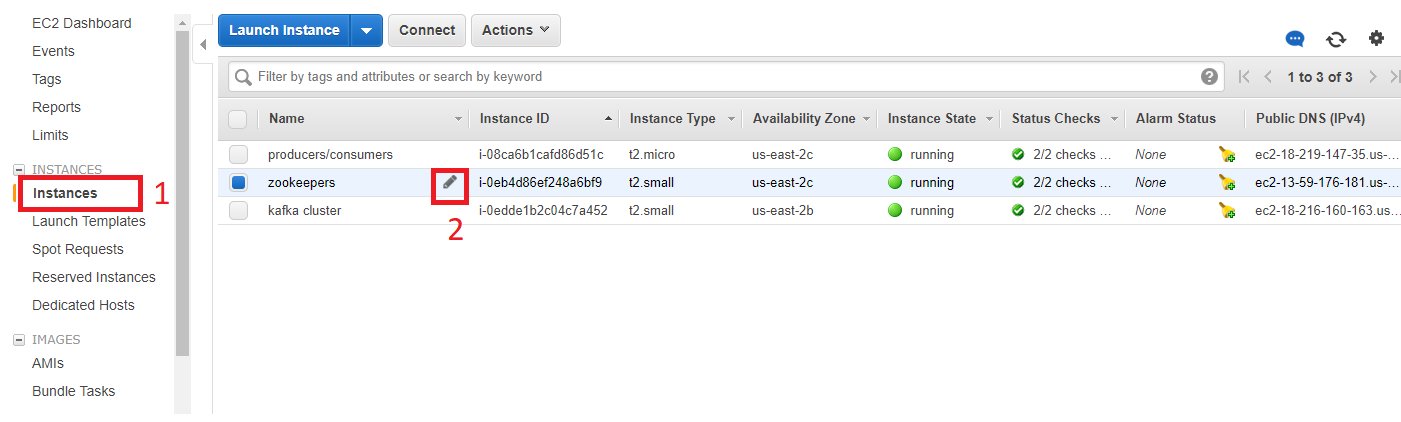 EC2 Dashboard
Events
Tags
Reports
Limits
INSTANCES
Instances 1
Launch Templates
Spot Requests
Reserved Instances
Dedicated Hosts
IMAGES
AMIs
Bundle Tasks
Launch Instance Connect Actions
Filter by tags and attributes or search by keyword ? 1 to 3 of 3
Name Instance ID Instance Type Availability Zone Instance State Status Checks Alarm Status Public DNS (IPv4)
producers/consumers i-08ca6b1cafd86d51c t2.micro us-east-2c running 2/2 checks ... None ec2-18-219-147-35.us-...
zookeepers i-0eb4d86ef248a6bf9 t2.small us-east-2c running 2/2 checks ... None ec2-13-59-176-181.us-...
kafka cluster i-0edde1b2c04c7a452 t2.small us-east-2b running 2/2 checks ... None ec2-18-216-160-163.us...
2